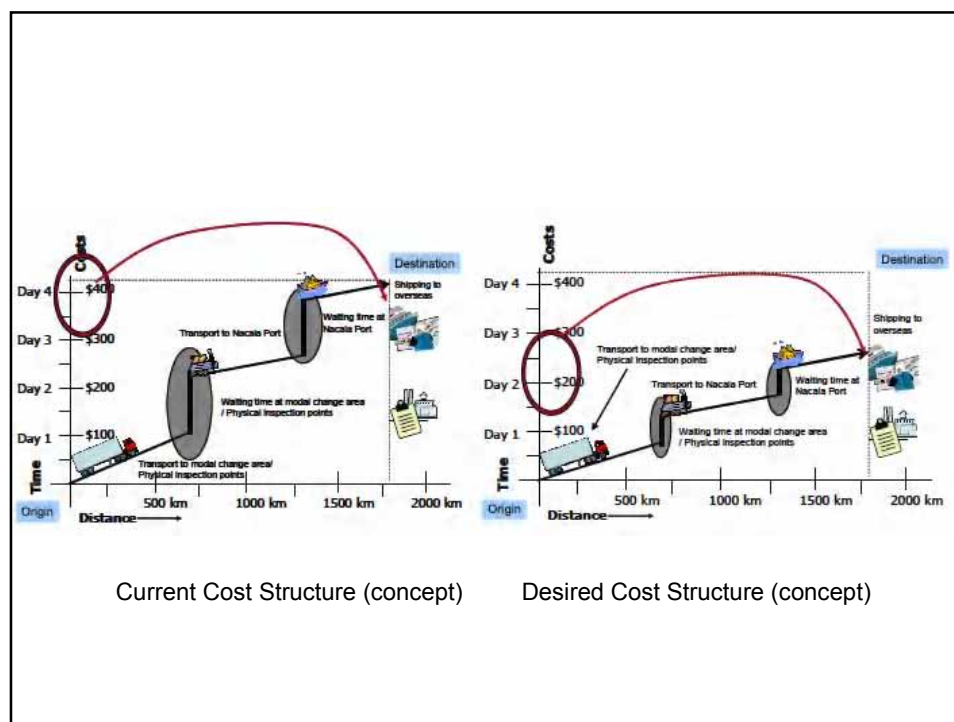 Costs
Destination
Day 4
$400
Shipping to
overseas
Waiting time at
Nacala Port
Transport to Nacala Port
Day 3
$300
Day 2
$200
Waiting time at modal change area
/ Physical Inspection points
Day 1
$100
Transport to modal change area/
Physical Inspection points
Time
500 km
1000 km
1500 km
2000 km
Origin
Distance
Current Cost Structure (concept)
Costs
Destination
Day 4
$400
Shipping to
overseas
Day 3
$300
Transport to modal change area/
Physical Inspection points
Day 2
$200
Transport to Nacala Port
Waiting time at
Nacala Port
Day 1
$100
Waiting time at modal change area
/ Physical Inspection points
Time
500 km
1000 km
1500 km
2000 km
Origin
Distance
Desired Cost Structure (concept)